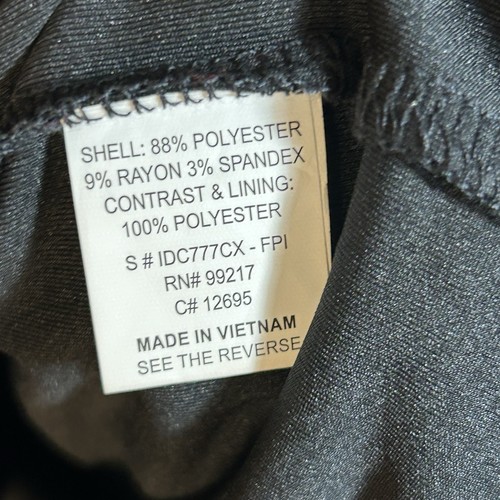 SHELL: 88% POLYESTER
9% RAYON 3% SPANDEX
CONTRAST & LINING:
100% POLYESTER
S # IDC777CX - FPI
RN# 99217
C# 12695
MADE IN VIETNAM
SEE THE REVERSE